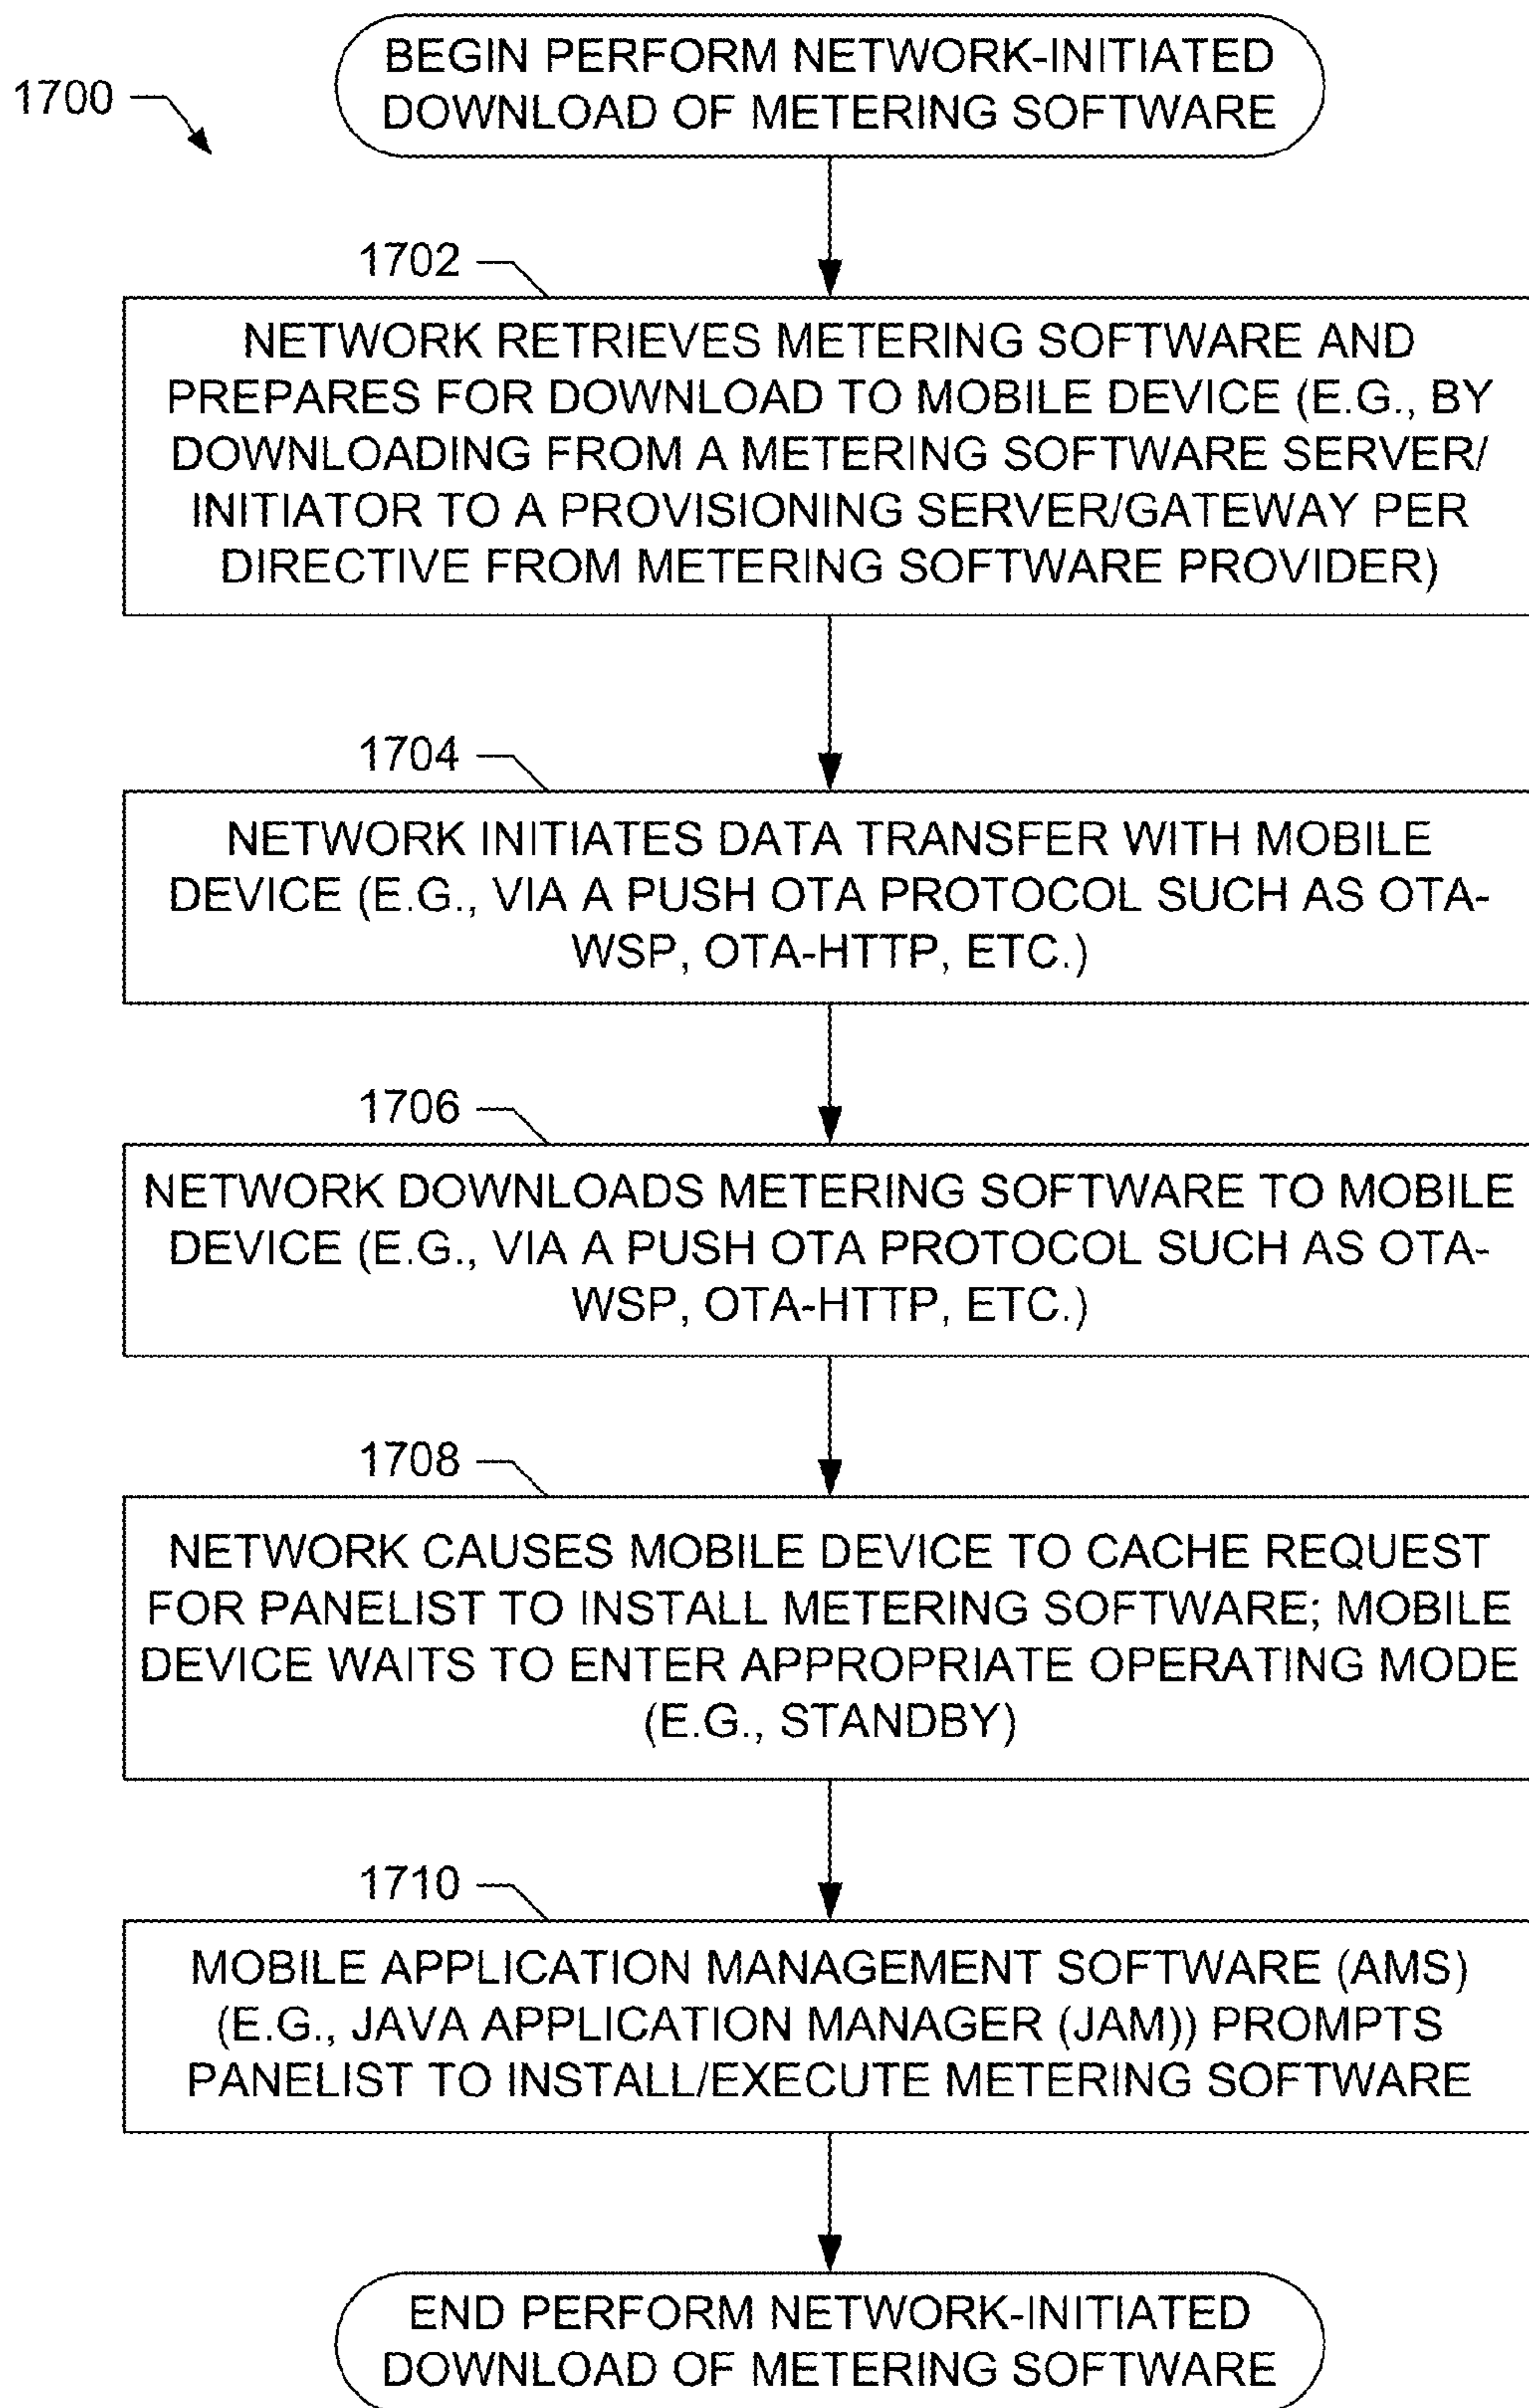 BEGIN PERFORM NETWORK-INITIATED
DOWNLOAD OF METERING SOFTWARE
1700
1702
NETWORK RETRIEVES METERING SOFTWARE AND
PREPARES FOR DOWNLOAD TO MOBILE DEVICE (E.G., BY
DOWNLOADING FROM A METERING SOFTWARE SERVER/
INITIATOR TO A PROVISIONING SERVER/GATEWAY PER
DIRECTIVE FROM METERING SOFTWARE PROVIDER)
1704
NETWORK INITIATES DATA TRANSFER WITH MOBILE
DEVICE (E.G., VIA A PUSH OTA PROTOCOL SUCH AS OTA-
WSP, OTA-HTTP, ETC.)
1706
NETWORK DOWNLOADS METERING SOFTWARE TO MOBILE
DEVICE (E.G., VIA A PUSH OTA PROTOCOL SUCH AS OTA-
WSP, OTA-HTTP, ETC.)
1708
NETWORK CAUSES MOBILE DEVICE TO CACHE REQUEST
FOR PANELIST TO INSTALL METERING SOFTWARE; MOBILE
DEVICE WAITS TO ENTER APPROPRIATE OPERATING MODE
(E.G., STANDBY)
1710
MOBILE APPLICATION MANAGEMENT SOFTWARE (AMS)
(E.G., JAVA APPLICATION MANAGER (JAM)) PROMPTS
PANELIST TO INSTALL/EXECUTE METERING SOFTWARE
END PERFORM NETWORK-INITIATED
DOWNLOAD OF METERING SOFTWARE